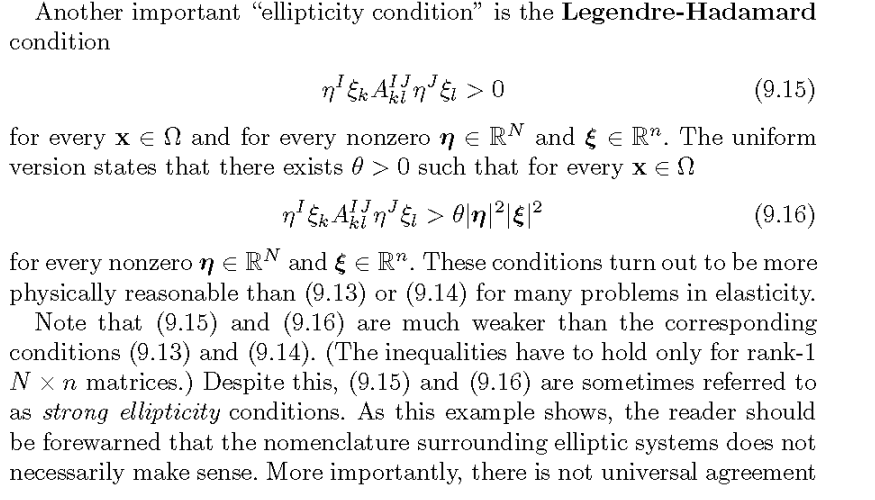 Another important “ellipticity condition” is the Legendre-Hadamard
condition
η^I ξ_k A^{IJ}_{kl} η^J ξ_l > 0 (9.15)
for every x ∈ Ω and for every nonzero η ∈ ℝ^N and ξ ∈ ℝ^n. The uniform
version states that there exists θ > 0 such that for every x ∈ Ω
η^I ξ_k A^{IJ}_{kl} η^J ξ_l > θ|η|²|ξ|² (9.16)
for every nonzero η ∈ ℝ^N and ξ ∈ ℝ^n. These conditions turn out to be more
physically reasonable than (9.13) or (9.14) for many problems in elasticity.
Note that (9.15) and (9.16) are much weaker than the corresponding
conditions (9.13) and (9.14). (The inequalities have to hold only for rank-1
N × n matrices.) Despite this, (9.15) and (9.16) are sometimes referred to
as strong ellipticity conditions. As this example shows, the reader should
be forewarned that the nomenclature surrounding elliptic systems does not
necessarily make sense. More importantly, there is not universal agreement